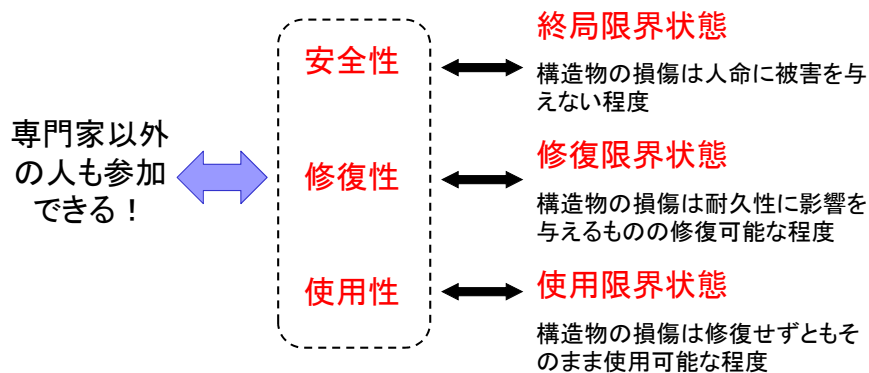 専門家以外
の人も参加
できる！
安全性
修復性
使用性
終局限界状態
構造物の損傷は人命に被害を与
えない程度
修復限界状態
構造物の損傷は耐久性に影響を
与えるものの修復可能な程度
使用限界状態
構造物の損傷は修復せずともそ
のまま使用可能な程度